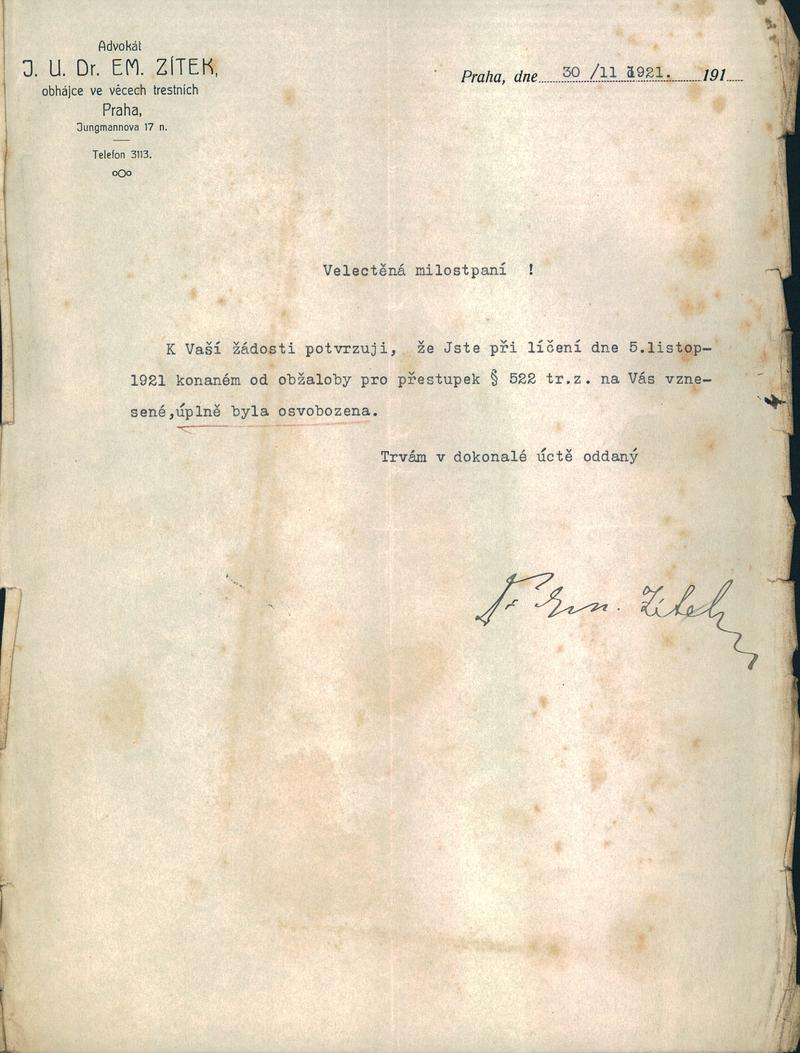 Advokát
J. U. Dr. EM. ZÍTEK,
obhájce ve věcech trestních
Praha,
Jungmannova 17 n.
Telefon 3113.
Praha, dne 30 /11 1921. 191
Velectěná milostpaní !
K Vaší žádosti potvrzuji, že Jste při líčení dne 5.listop-
1921 konaném od obžaloby pro přestupek § 522 tr.z. na Vás vzne-
sené,úplně byla osvobozena.
Trvám v dokonalé úctě oddaný
Dr Em. Zítek